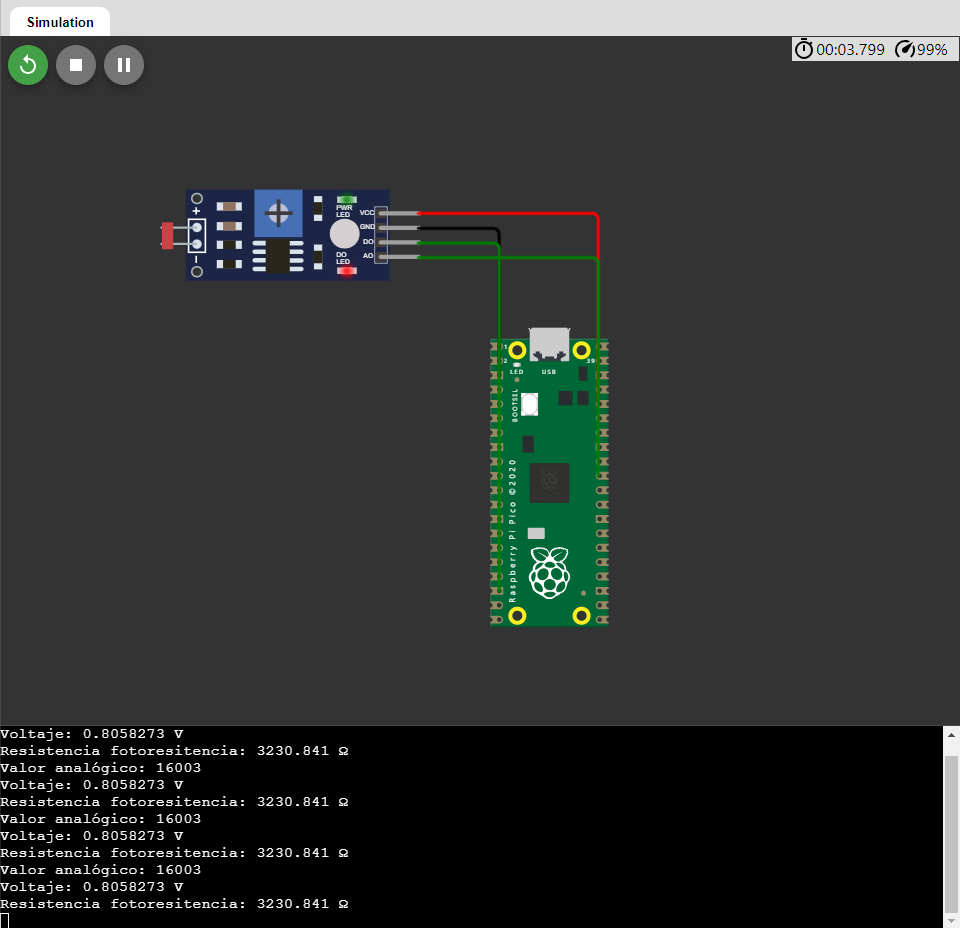 Simulation
00:03.799
99%
+
PWR
LED
VCC
GND
DO
AO
DO
LED
1
2
39
LED
USB
BOOTSEL
Raspberry Pi Pico ©2020
Voltaje: 0.8058273 V
Resistencia fotoresitencia: 3230.841 Ω
Valor analógico: 16003
Voltaje: 0.8058273 V
Resistencia fotoresitencia: 3230.841 Ω
Valor analógico: 16003
Voltaje: 0.8058273 V
Resistencia fotoresitencia: 3230.841 Ω
Valor analógico: 16003
Voltaje: 0.8058273 V
Resistencia fotoresitencia: 3230.841 Ω